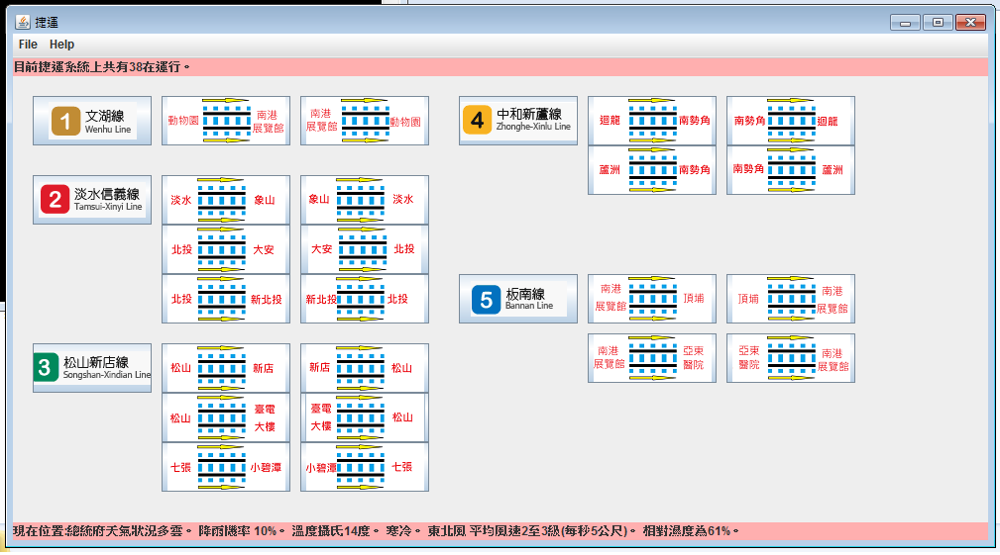 捷運
File Help
目前捷運系統上共有38在運行。
1 文湖線
Wenhu Line
動物園 南港
展覽館
南港
展覽館 動物園
2 淡水信義線
Tamsui-Xinyi Line
淡水 象山
象山 淡水
北投 大安
大安 北投
北投 新北投
新北投 北投
3 松山新店線
Songshan-Xindian Line
松山 新店
新店 松山
松山 臺電
大樓
臺電
大樓 松山
七張 小碧潭
小碧潭 七張
4 中和新蘆線
Zhonghe-Xinlu Line
迴龍 南勢角
南勢角 迴龍
蘆洲 南勢角
南勢角 蘆洲
5 板南線
Bannan Line
南港
展覽館 頂埔
頂埔 南港
展覽館
南港
展覽館 亞東
醫院
亞東
醫院 南港
展覽館
現在位置:總統府天氣狀況多雲。 降雨機率 10%。 溫度攝氏14度。 寒冷。 東北風 平均風速2至3級(每秒5公尺)。 相對濕度為61%。